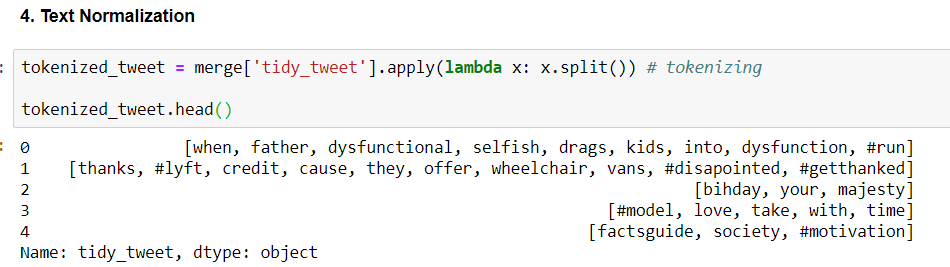 4. Text Normalization
: tokenized_tweet = merge['tidy_tweet'].apply(lambda x: x.split()) # tokenizing
tokenized_tweet.head()
: 0 [when, father, dysfunctional, selfish, drags, kids, into, dysfunction, #run]
1 [thanks, #lyft, credit, cause, they, offer, wheelchair, vans, #disapointed, #getthanked]
2 [bihday, your, majesty]
3 [#model, love, take, with, time]
4 [factsguide, society, #motivation]
Name: tidy_tweet, dtype: object